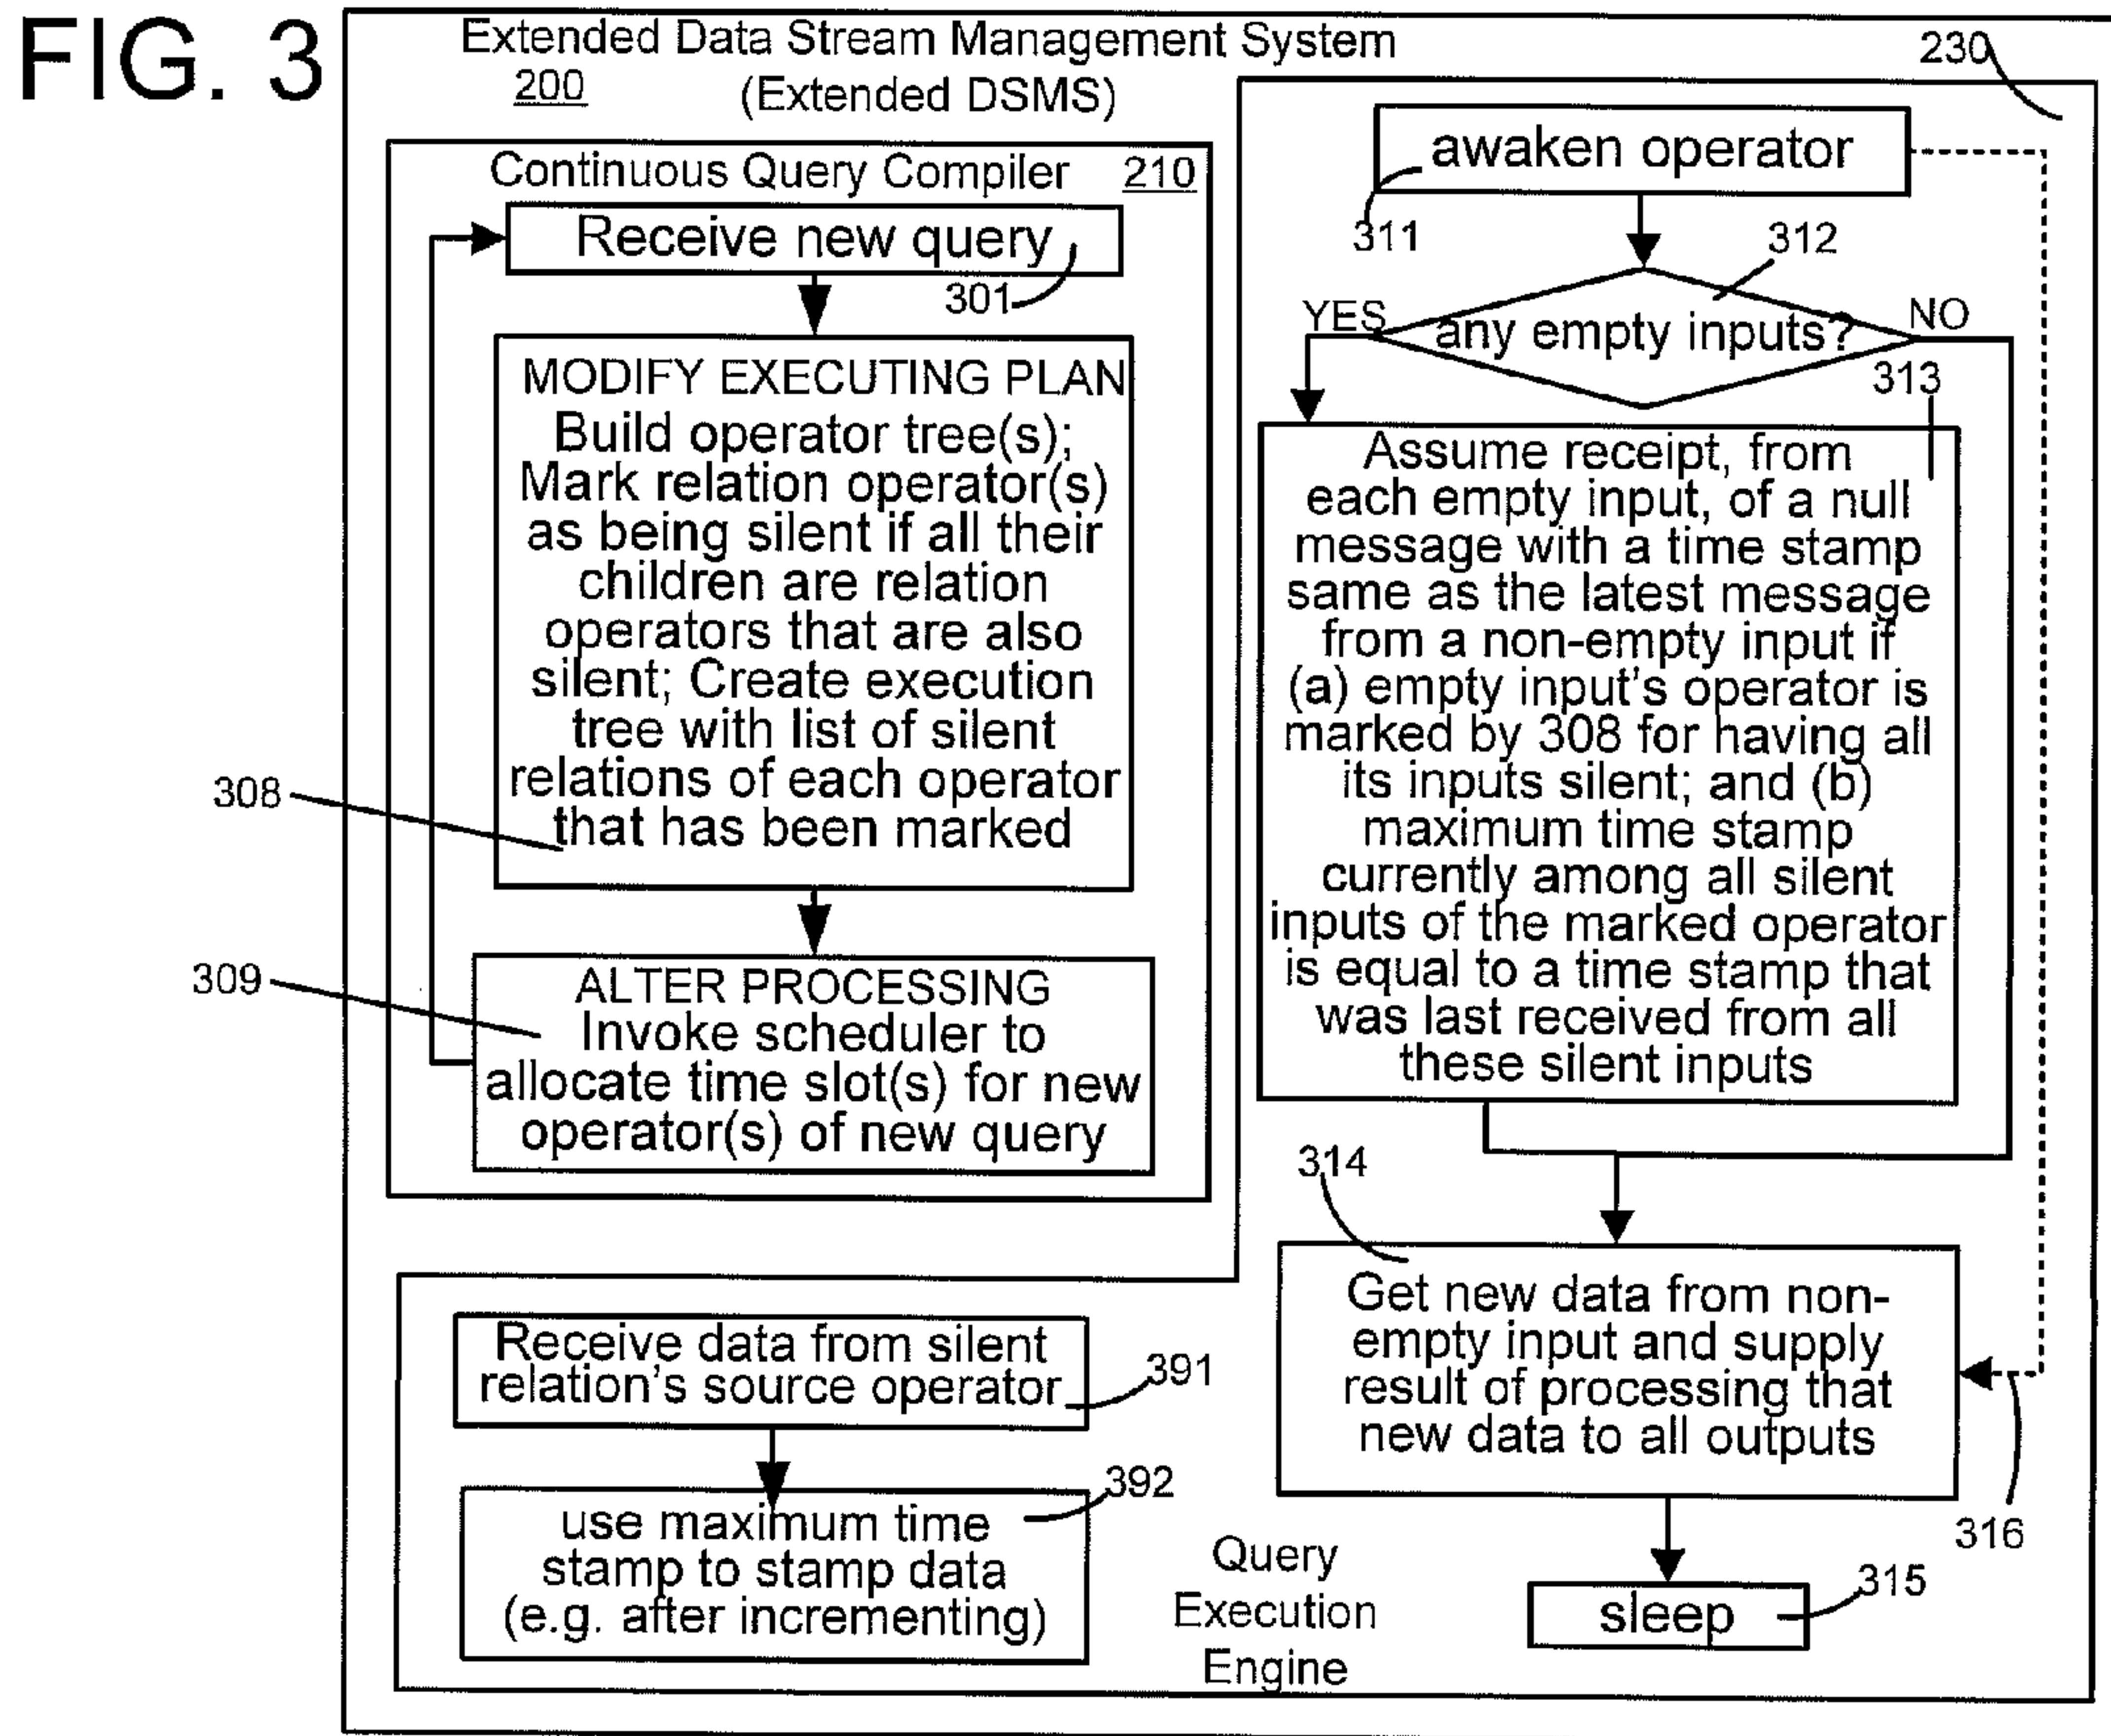 FIG. 3
Extended Data Stream Management System
200
(Extended DSMS)
230
Continuous Query Compiler 210
Receive new query
301
MODIFY EXECUTING PLAN
Build operator tree(s);
Mark relation operator(s)
as being silent if all their
children are relation
operators that are also
silent; Create execution
tree with list of silent
relations of each operator
that has been marked
308
309
ALTER PROCESSING
Invoke scheduler to
allocate time slot(s) for new
operator(s) of new query
awaken operator
311
312
YES
any empty inputs?
NO
313
Assume receipt, from
each empty input, of a null
message with a time stamp
same as the latest message
from a non-empty input if
(a) empty input's operator is
marked by 308 for having all
its inputs silent; and (b)
maximum time stamp
currently among all silent
inputs of the marked operator
is equal to a time stamp that
was last received from all
these silent inputs
314
Get new data from non-
empty input and supply
result of processing that
new data to all outputs
316
sleep
315
Receive data from silent
relation's source operator
391
392
use maximum time
stamp to stamp data
(e.g. after incrementing)
Query
Execution
Engine